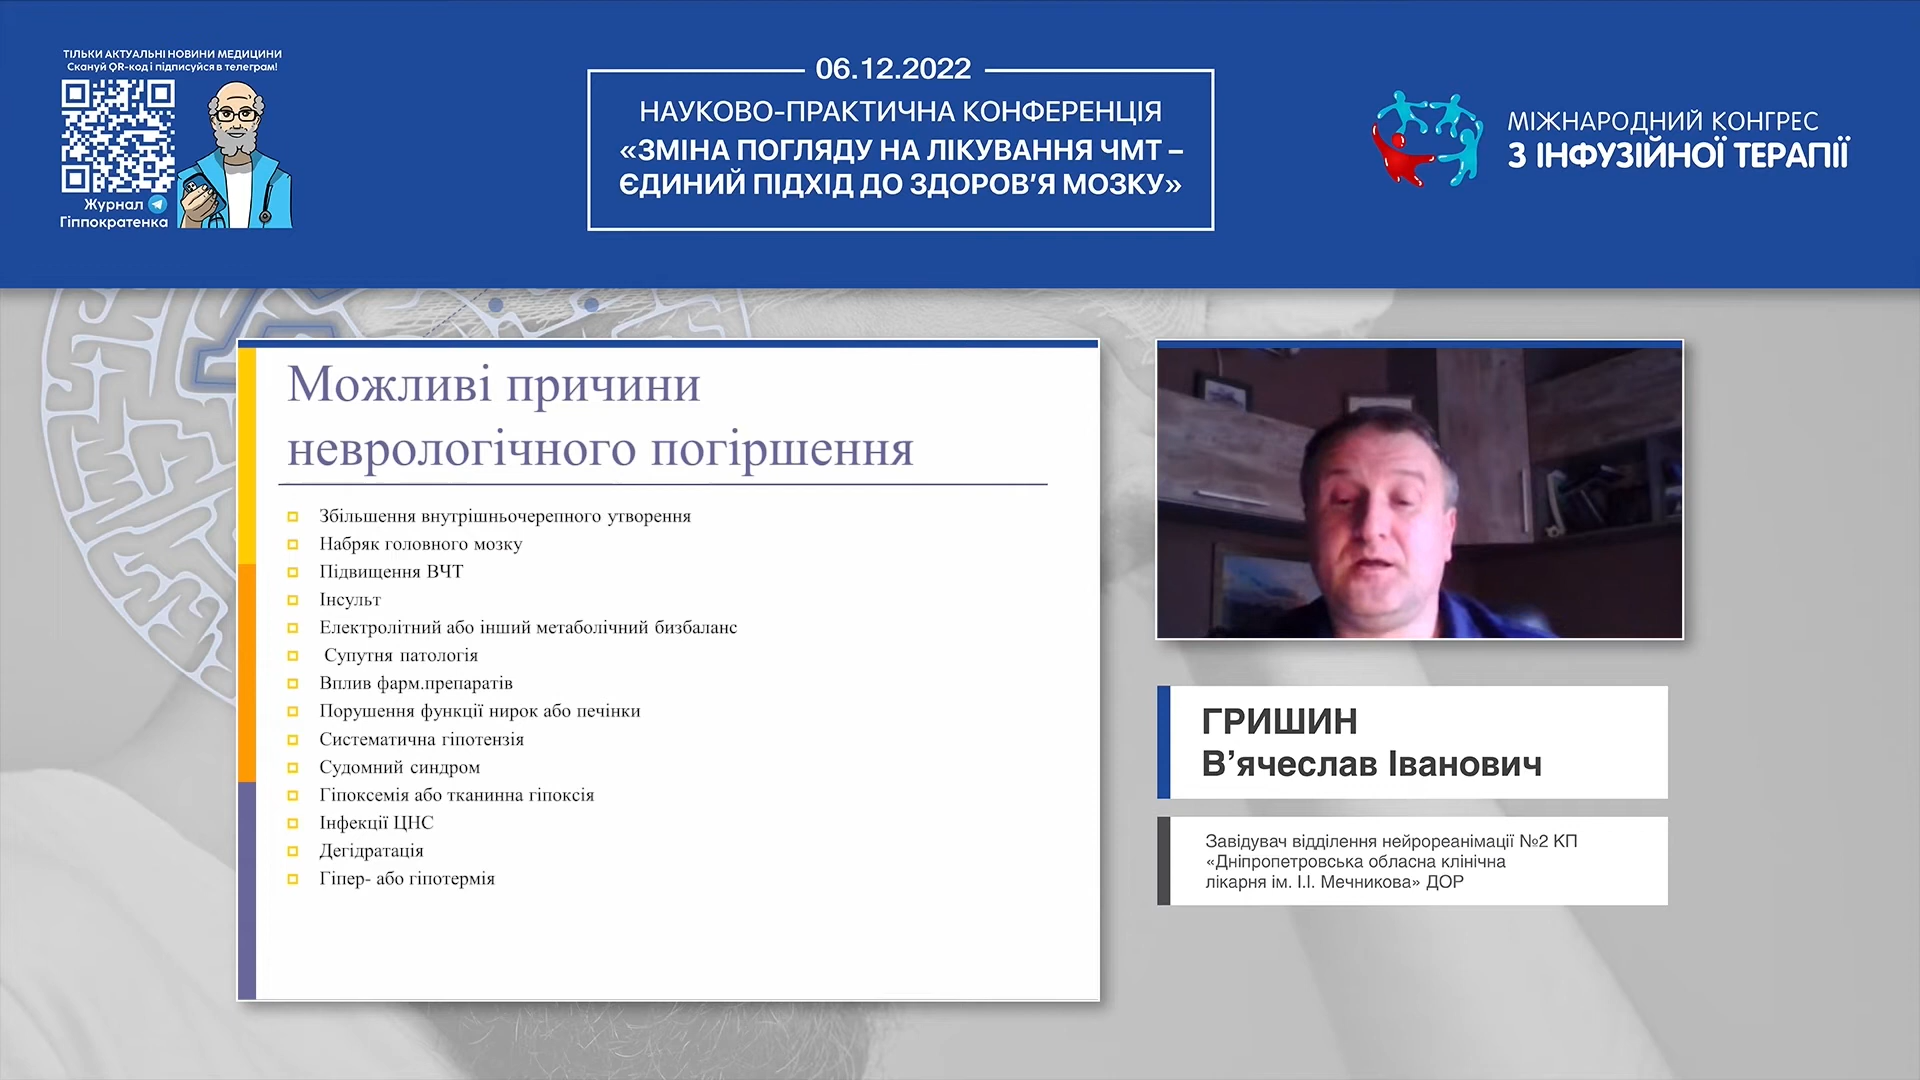 ТІЛЬКИ АКТУАЛЬНІ НОВИНИ МЕДИЦИНИ
Скануй QR-код і підписуйся в телеграм!
Журнал
Гіппократенка
06.12.2022
НАУКОВО-ПРАКТИЧНА КОНФЕРЕНЦІЯ
«ЗМІНА ПОГЛЯДУ НА ЛІКУВАННЯ ЧМТ –
ЄДИНИЙ ПІДХІД ДО ЗДОРОВ’Я МОЗКУ»
МІЖНАРОДНИЙ КОНГРЕС
З ІНФУЗІЙНОЇ ТЕРАПІЇ
Можливі причини
неврологічного погіршення
Збільшення внутрішньочерепного утворення
Набряк головного мозку
Підвищення ВЧТ
Інсульт
Електролітний або інший метаболічний бизбаланс
Супутня патологія
Вплив фарм.препаратів
Порушення функції нирок або печінки
Систематична гіпотензія
Судомний синдром
Гіпоксемія або тканинна гіпоксія
Інфекції ЦНС
Дегідратація
Гіпер- або гіпотермія
ГРИШИН
В’ячеслав Іванович
Завідувач відділення нейрореанімації №2 КП
«Дніпропетровська обласна клінічна
лікарня ім. І.І. Мечникова» ДОР